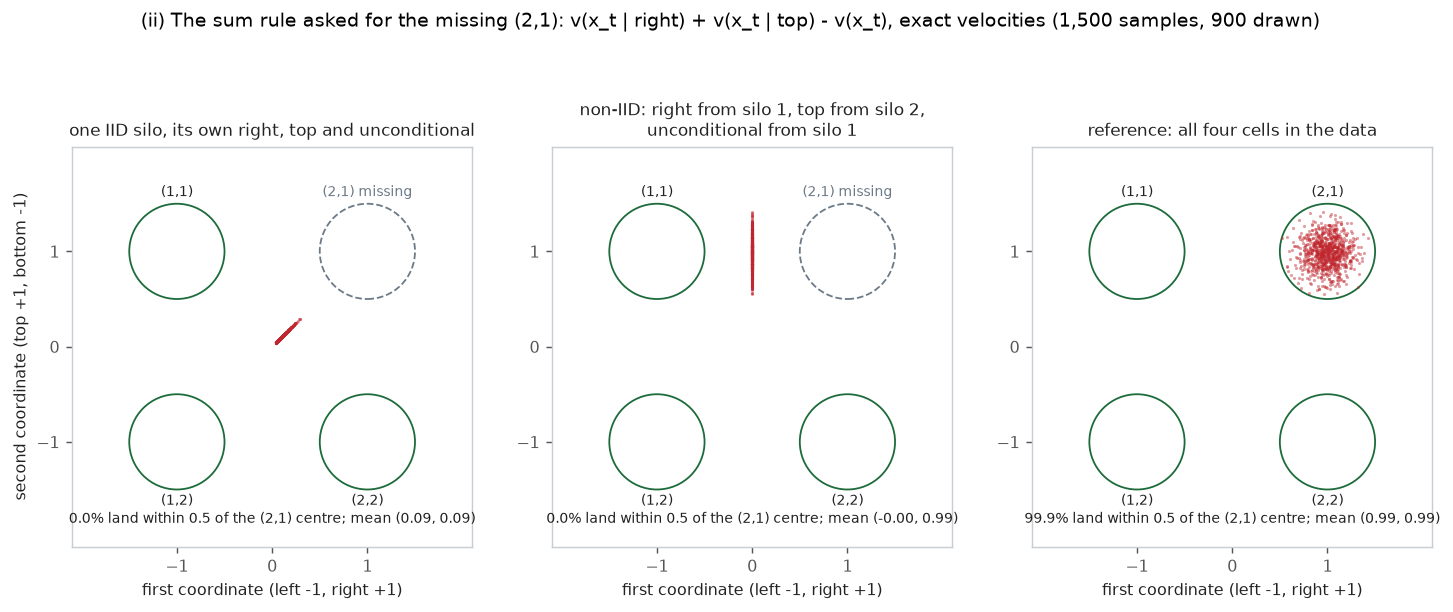 (ii) The sum rule asked for the missing (2,1): v(x_t | right) + v(x_t | top) - v(x_t), exact velocities (1,500 samples, 900 drawn)
one IID silo, its own right, top and unconditional
second coordinate (top +1, bottom -1)
(1,1)
(2,1) missing
1
0
−1
(1,2)
(2,2)
0.0% land within 0.5 of the (2,1) centre; mean (0.09, 0.09)
−1
0
1
first coordinate (left -1, right +1)
non-IID: right from silo 1, top from silo 2,
unconditional from silo 1
(1,1)
(2,1) missing
1
0
−1
(1,2)
(2,2)
0.0% land within 0.5 of the (2,1) centre; mean (-0.00, 0.99)
−1
0
1
first coordinate (left -1, right +1)
reference: all four cells in the data
(1,1)
(2,1)
1
0
−1
(1,2)
(2,2)
99.9% land within 0.5 of the (2,1) centre; mean (0.99, 0.99)
−1
0
1
first coordinate (left -1, right +1)